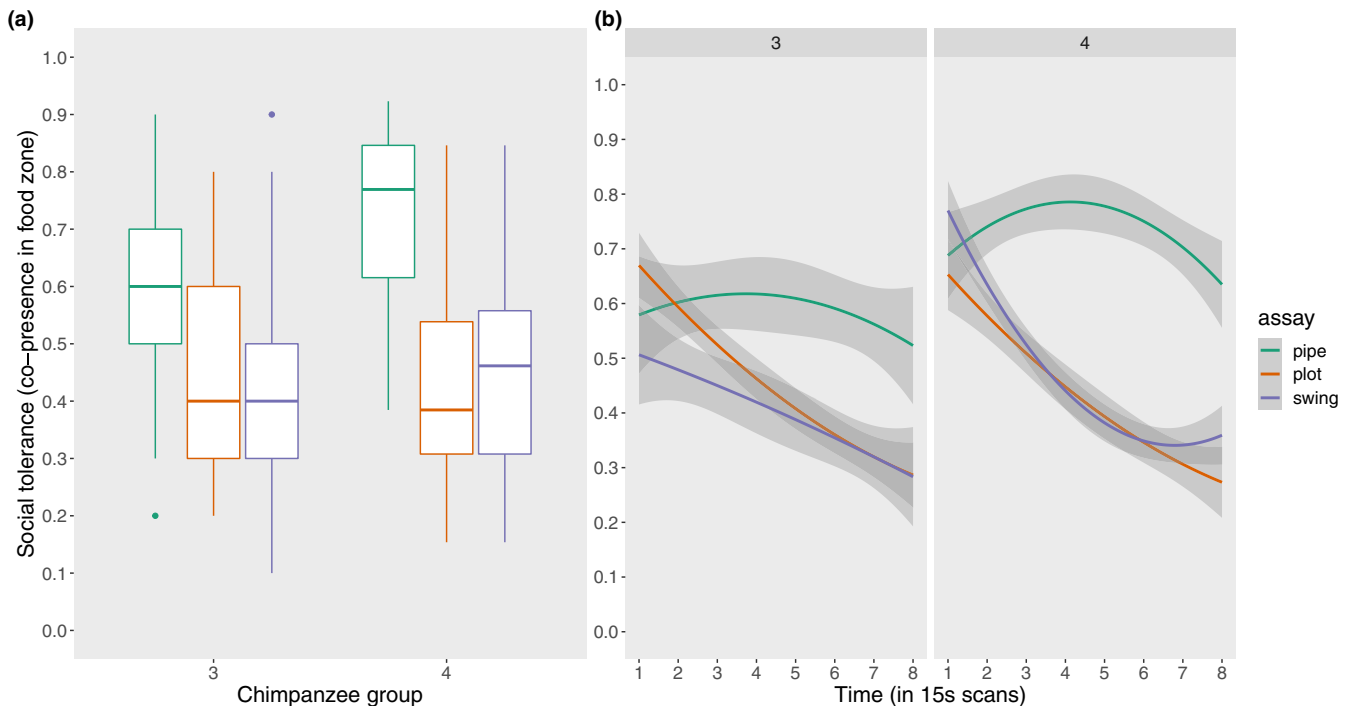 (a)
Social tolerance (co−presence in food zone)
1.0
0.9
0.8
0.7
0.6
0.5
0.4
0.3
0.2
0.1
0.0
3 4
Chimpanzee group
(b)
3 4
1.0
0.9
0.8
0.7
0.6
0.5
0.4
0.3
0.2
0.1
0.0
1 2 3 4 5 6 7 8 1 2 3 4 5 6 7 8
Time (in 15s scans)
assay
pipe
plot
swing